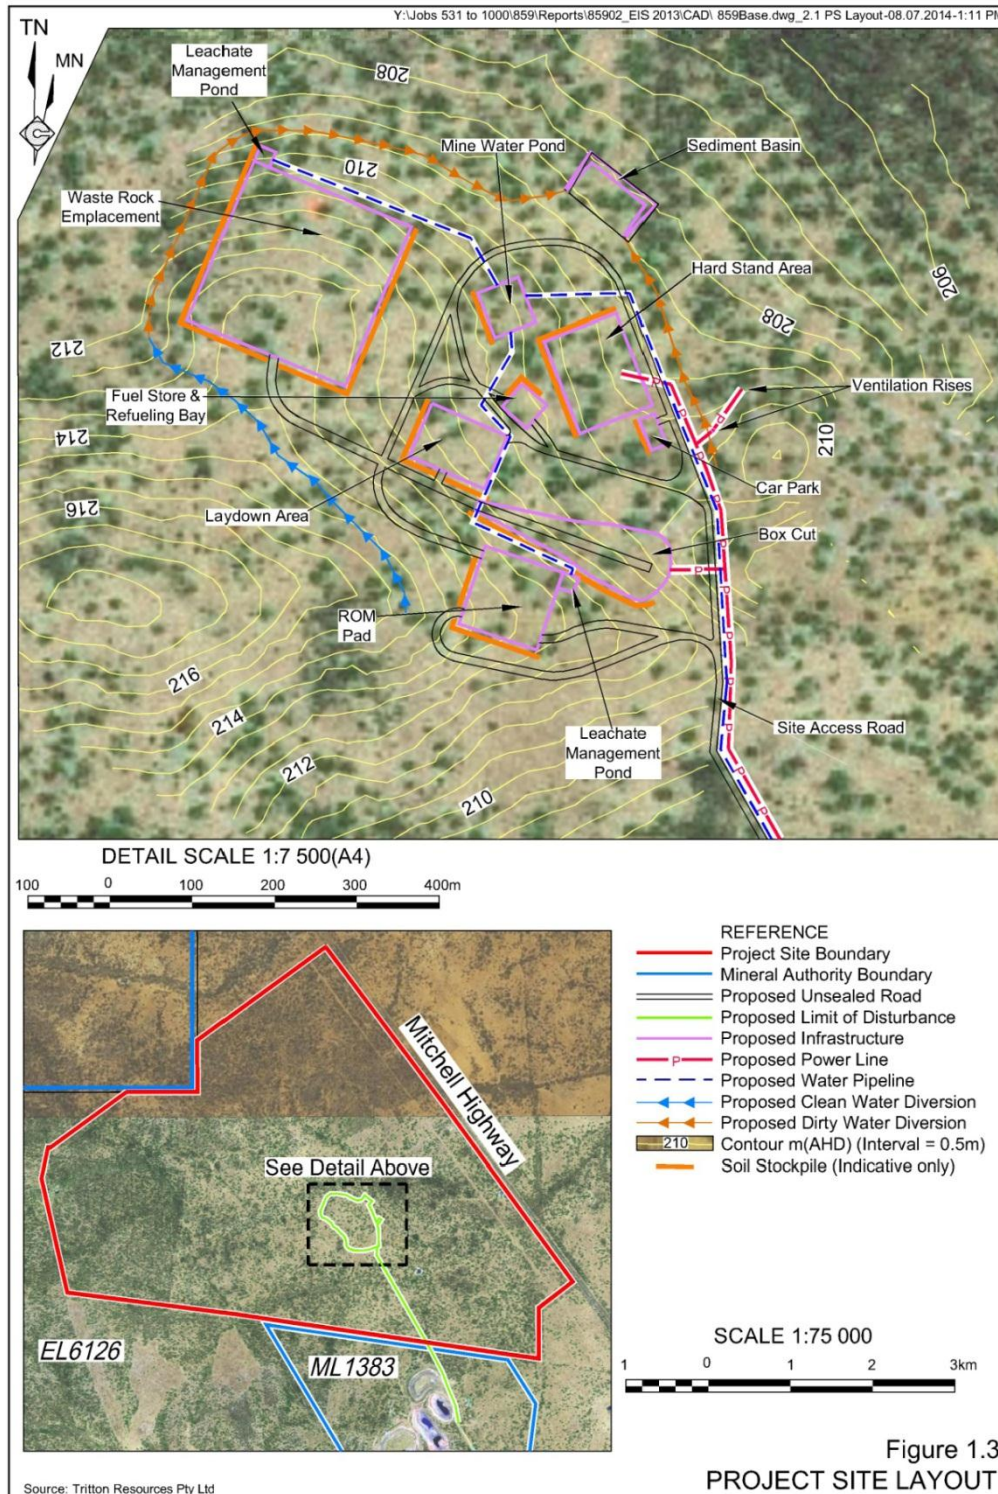 Y:\Jobs 531 to 1000\859\Reports\85902_EIS 2013\CAD\ 859Base.dwg_2.1 PS Layout-08.07.2014-1:11 PM
TN
MN
Leachate
Management
Pond
208
Mine Water Pond
Sediment Basin
210
Waste Rock
Emplacement
Hard Stand Area
206
208
212
Fuel Store &
Refueling Bay
P
Ventilation Rises
P
P
214
210
Car Park
216
Laydown Area
P
Box Cut
P
P
ROM
Pad
P
216
P
214
Leachate
Management
Pond
P
Site Access Road
212
P
210
P
DETAIL SCALE 1:7 500(A4)
100 0 100 200 300 400m
REFERENCE
Project Site Boundary
Mineral Authority Boundary
Proposed Unsealed Road
Proposed Limit of Disturbance
Proposed Infrastructure
P Proposed Power Line
Proposed Water Pipeline
Proposed Clean Water Diversion
Proposed Dirty Water Diversion
210 Contour m(AHD) (Interval = 0.5m)
Soil Stockpile (Indicative only)
Mitchell Highway
See Detail Above
EL6126
ML1383
SCALE 1:75 000
1 0 1 2 3km
Figure 1.3
PROJECT SITE LAYOUT
Source: Tritton Resources Pty Ltd